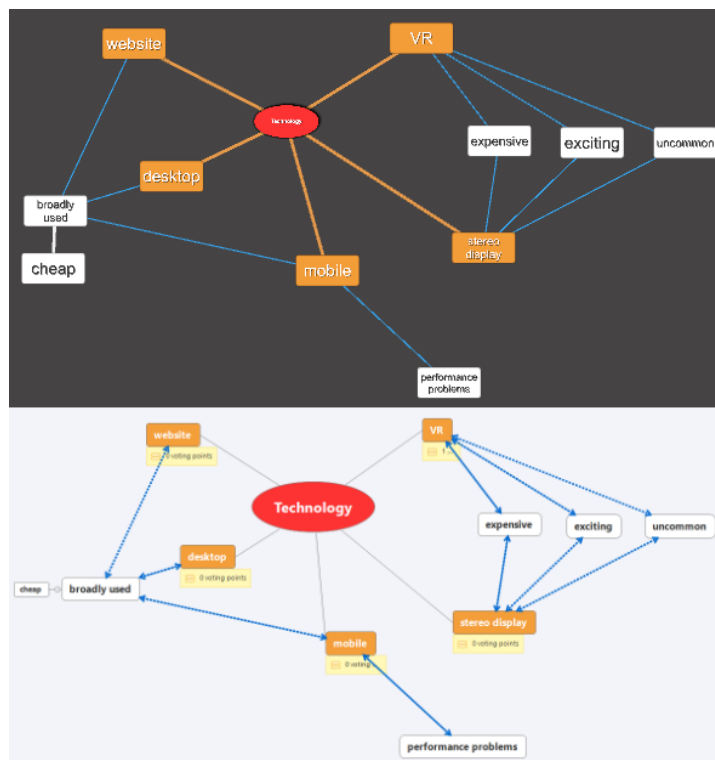 website
VR
Technology
expensive
exciting
uncommon
desktop
broadly
used
stereo
display
cheap
mobile
performance
problems
website
0 voting points
VR
1 ...
Technology
expensive
exciting
uncommon
desktop
0 voting points
cheap
broadly used
stereo display
0 voting points
mobile
0 voting ...
performance problems